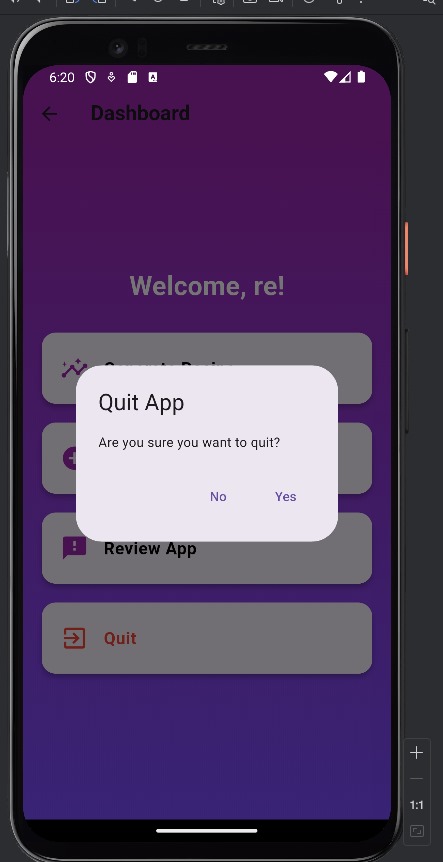 6:20
Dashboard
Welcome, re!
Quit App
Are you sure you want to quit?
No
Yes
Review App
Quit
1:1